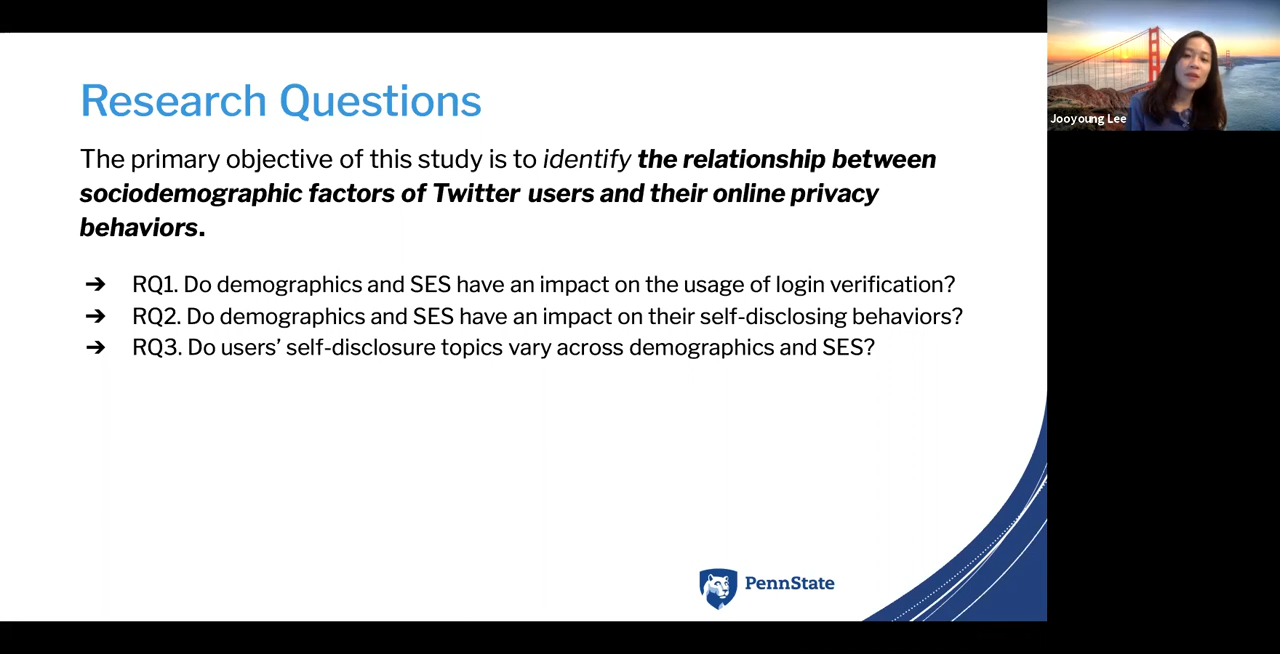 Research Questions
The primary objective of this study is to identify the relationship between
sociodemographic factors of Twitter users and their online privacy
behaviors.
➔ RQ1. Do demographics and SES have an impact on the usage of login verification?
➔ RQ2. Do demographics and SES have an impact on their self-disclosing behaviors?
➔ RQ3. Do users’ self-disclosure topics vary across demographics and SES?
PennState
Jooyoung Lee